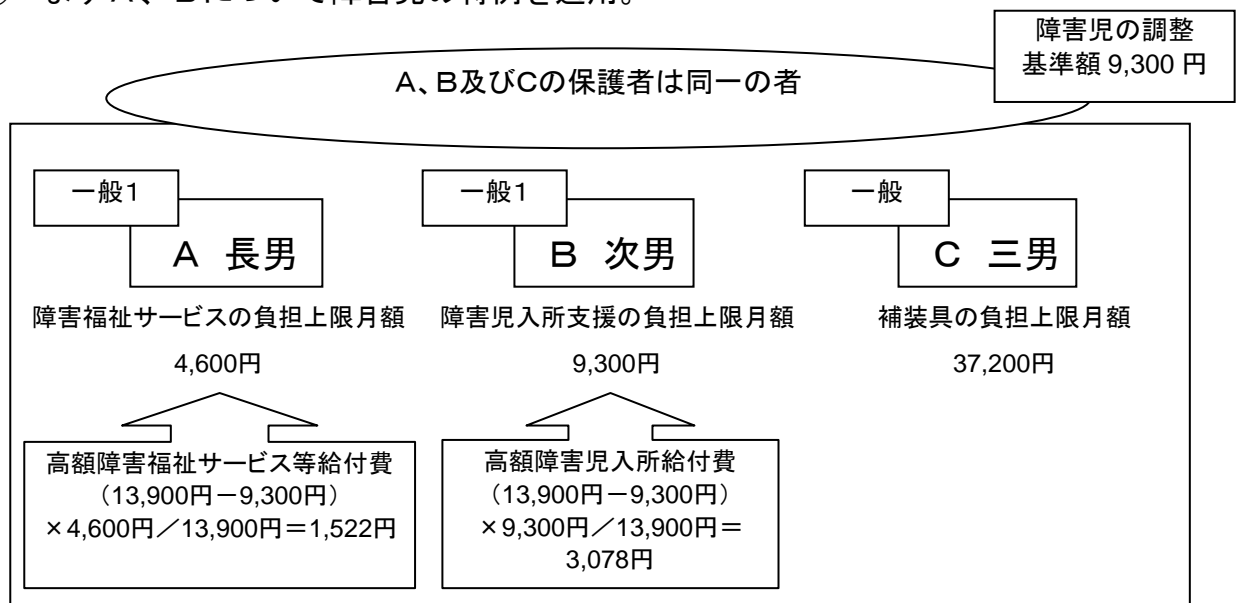 障害児の調整
基準額 9,300 円
A、B及びCの保護者は同一の者
一般1
A 長男
障害福祉サービスの負担上限月額
4,600円
高額障害福祉サービス等給付費
(13,900円-9,300円)
×4,600円/13,900円=1,522円
一般1
B 次男
障害児入所支援の負担上限月額
9,300円
高額障害児入所給付費
(13,900円-9,300円)
×9,300円/13,900円=
3,078円
一般
C 三男
補装具の負担上限月額
37,200円